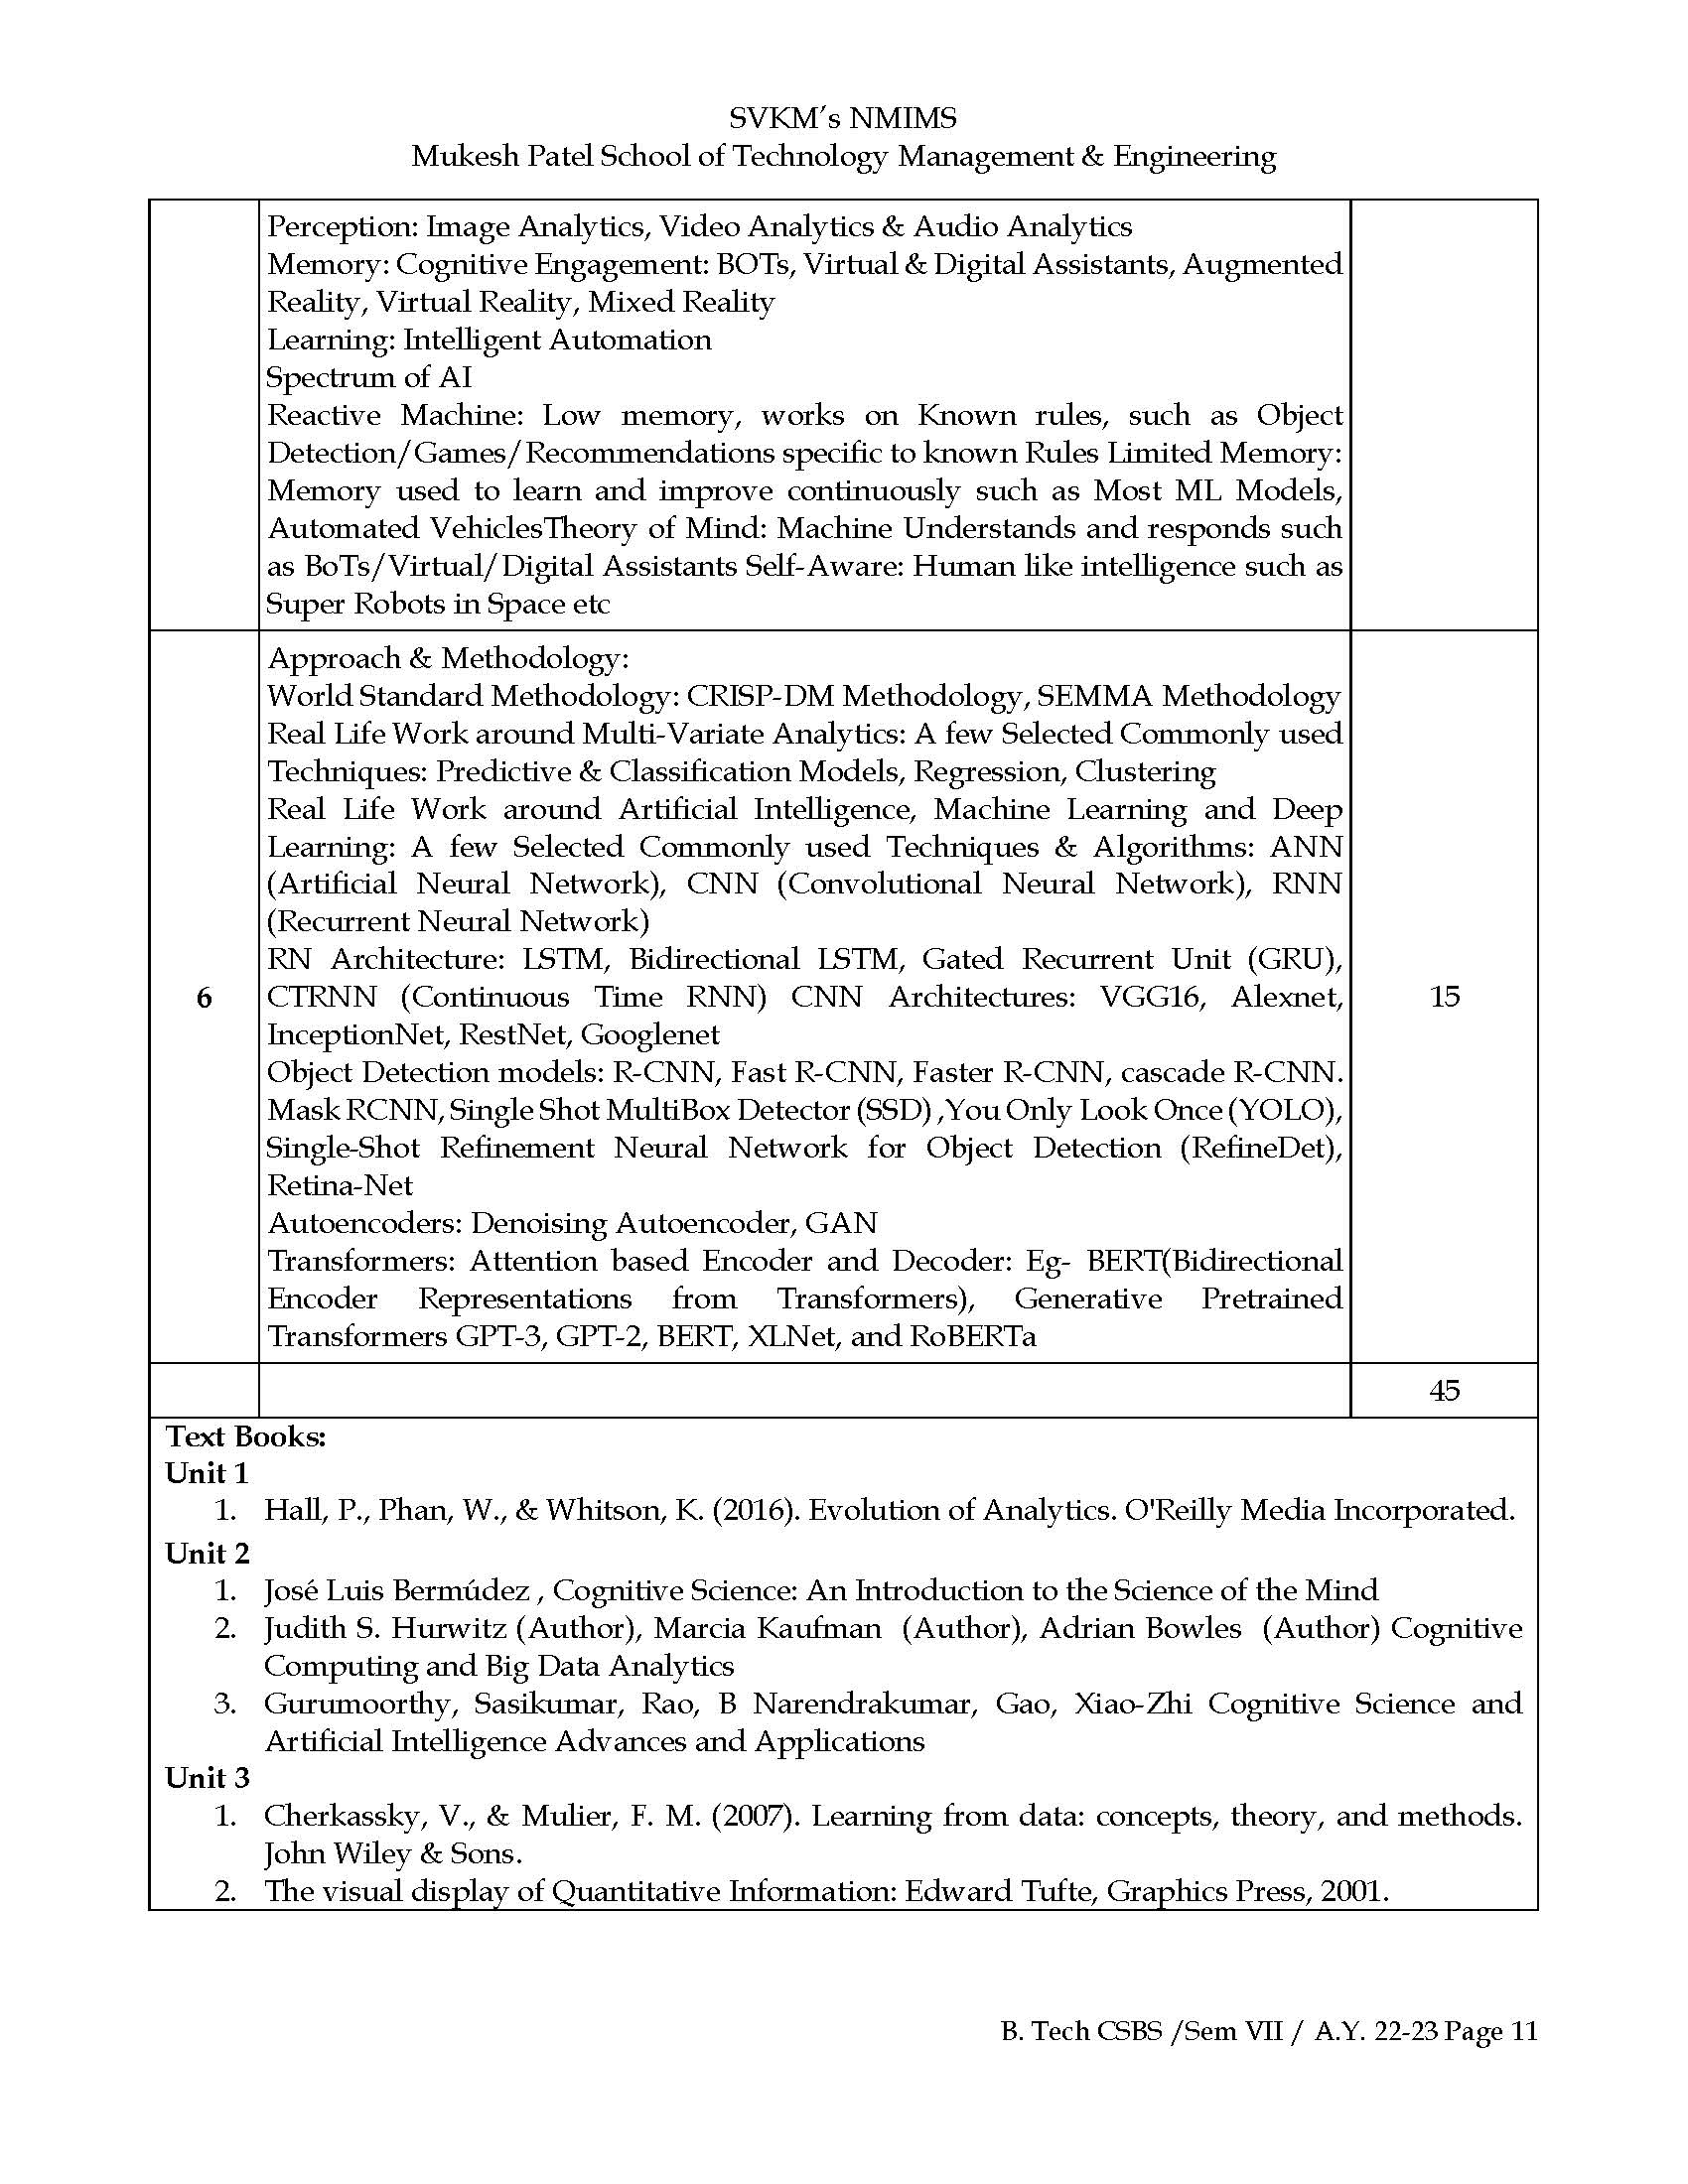 SVKM's NMIMS
Mukesh Patel School of Technology Management & Engineering
Perception: Image Analytics, Video Analytics & Audio Analytics
Memory: Cognitive Engagement: BOTs, Virtual & Digital Assistants, Augmented
Reality, Virtual Reality, Mixed Reality
Learning: Intelligent Automation
Spectrum of AI
Reactive Machine: Low memory, works on Known rules, such as Object
Detection/Games/Recommendations specific to known Rules Limited Memory:
Memory used to learn and improve continuously such as Most ML Models,
Automated VehiclesTheory of Mind: Machine Understands and responds such
as BoTs/Virtual/Digital Assistants Self-Aware: Human like intelligence such as
Super Robots in Space etc
Approach & Methodology:
World Standard Methodology: CRISP-DM Methodology, SEMMA Methodology
Real Life Work around Multi-Variate Analytics: A few Selected Commonly used
Techniques: Predictive & Classification Models, Regression, Clustering
Real Life Work around Artificial Intelligence, Machine Learning and Deep
Learning: A few Selected Commonly used Techniques & Algorithms: ANN
(Artificial Neural Network), CNN (Convolutional Neural Network), RNN
(Recurrent Neural Network)
RN Architecture: LSTM, Bidirectional LSTM, Gated Recurrent Unit (GRU),
6 CTRNN (Continuous Time RNN) CNN Architectures: VGG16, Alexnet, 15
InceptionNet, RestNet, Googlenet
Object Detection models: R-CNN, Fast R-CNN, Faster R-CNN, cascade R-CNN.
Mask RCNN, Single Shot MultiBox Detector (SSD) ,You Only Look Once (YOLO),
Single-Shot Refinement Neural Network for Object Detection (RefineDet),
Retina-Net
Autoencoders: Denoising Autoencoder, GAN
Transformers: Attention based Encoder and Decoder: Eg- BERT(Bidirectional
Encoder Representations from Transformers), Generative Pretrained
Transformers GPT-3, GPT-2, BERT, XLNet, and RoBERTa
45
Text Books:
Unit 1
1. Hall, P., Phan, W., & Whitson, K. (2016). Evolution of Analytics. O'Reilly Media Incorporated.
Unit 2
1. José Luis Bermúdez , Cognitive Science: An Introduction to the Science of the Mind
2. Judith S. Hurwitz (Author), Marcia Kaufman (Author), Adrian Bowles (Author) Cognitive
Computing and Big Data Analytics
3. Gurumoorthy, Sasikumar, Rao, B Narendrakumar, Gao, Xiao-Zhi Cognitive Science and
Artificial Intelligence Advances and Applications
Unit 3
1. Cherkassky, V., & Mulier, F. M. (2007). Learning from data: concepts, theory, and methods.
John Wiley & Sons.
2. The visual display of Quantitative Information: Edward Tufte, Graphics Press, 2001.
B. Tech CSBS /Sem VII / A.Y. 22-23 Page 11